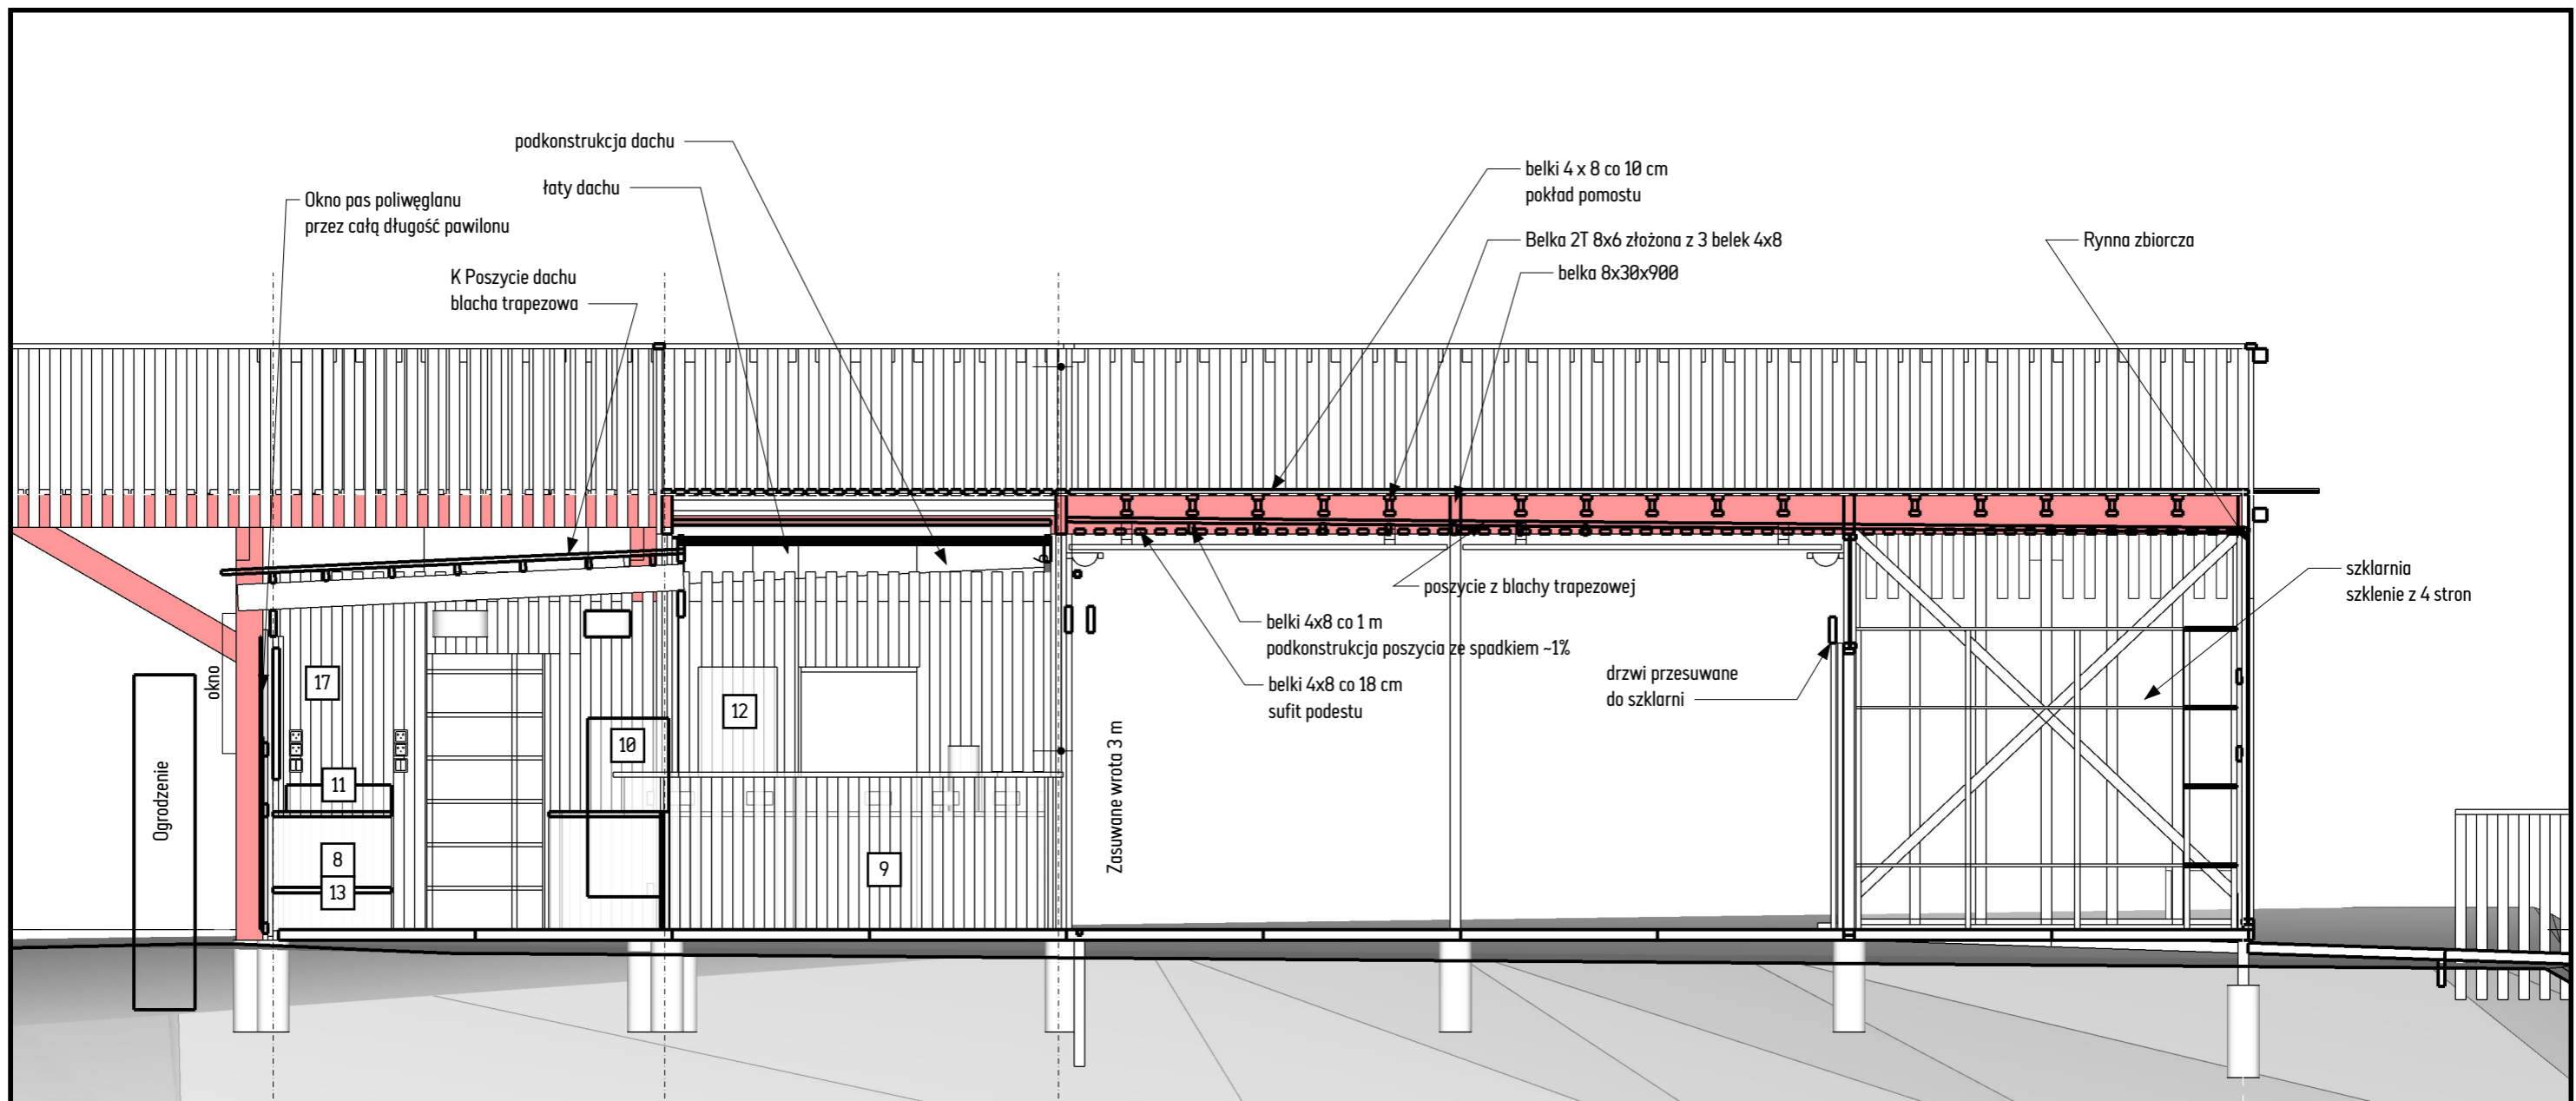 podkonstrukcja dachu
łaty dachu
Okno pas poliwęglanu
przez całą długość pawilonu
K Poszycie dachu
blacha trapezowa
belki 4 x 8 co 10 cm
pokład pomostu
Belka 2T 8x6 złożona z 3 belek 4x8
belka 8x30x900
Rynna zbiorcza
szklarnia
szklenie z 4 stron
poszycie z blachy trapezowej
belki 4x8 co 1 m
podkonstrukcja poszycia ze spadkiem ~1%
belki 4x8 co 18 cm
sufit podestu
drzwi przesuwane
do szklarni
okno
Ogrodzenie
Zasuwane wrota 3 m
17
12
10
11
8
13
9